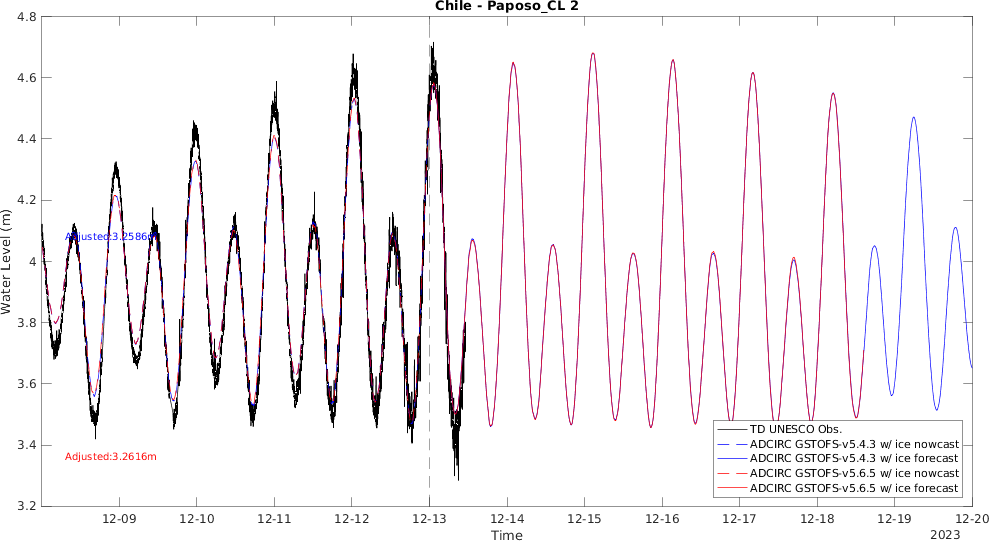 Chile - Paposo_CL 2
4.8
4.6
4.4
4.2
4
3.8
3.6
3.4
3.2
Water Level (m)
Adjusted:3.2586m
Adjusted:3.2616m
TD UNESCO Obs.
ADCIRC GSTOFS-v5.4.3 w/ ice nowcast
ADCIRC GSTOFS-v5.4.3 w/ ice forecast
ADCIRC GSTOFS-v5.6.5 w/ ice nowcast
ADCIRC GSTOFS-v5.6.5 w/ ice forecast
12-09 12-10 12-11 12-12 12-13 12-14 12-15 12-16 12-17 12-18 12-19 12-20
Time
2023